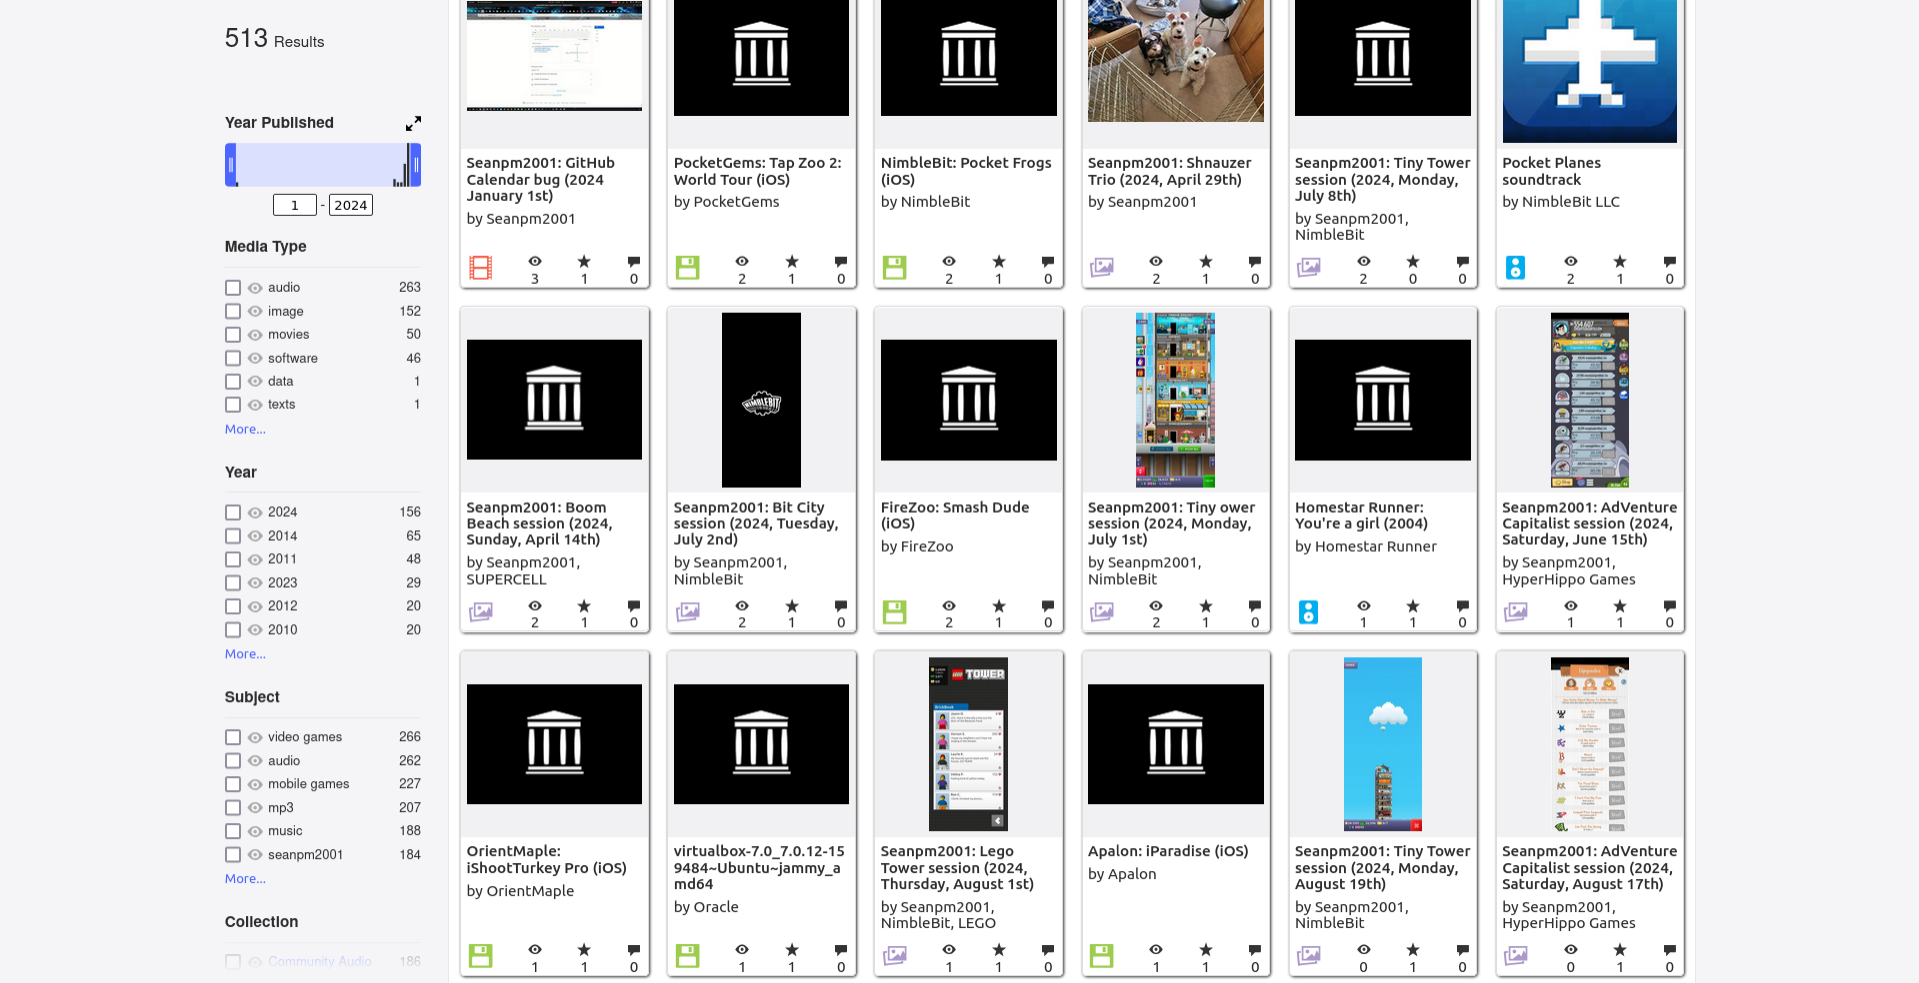 513 Results
Year Published
1 - 2024
Media Type
audio 263
image 152
movies 50
software 46
data 1
texts 1
More...
Year
2024 156
2014 65
2011 48
2023 29
2012 20
2010 20
More...
Subject
video games 266
audio 262
mobile games 227
mp3 207
music 188
seanpm2001 184
More...
Collection
Community Audio 186
Seanpm2001: GitHub
Calendar bug (2024
January 1st)
by Seanpm2001
3 1 0
PocketGems: Tap Zoo 2:
World Tour (iOS)
by PocketGems
2 1 0
NimbleBit: Pocket Frogs
(iOS)
by NimbleBit
2 1 0
Seanpm2001: Shnauzer
Trio (2024, April 29th)
by Seanpm2001
2 1 0
Seanpm2001: Tiny Tower
session (2024, Monday,
July 8th)
by Seanpm2001,
NimbleBit
2 0 0
Pocket Planes
soundtrack
by NimbleBit LLC
2 1 0
Seanpm2001: Boom
Beach session (2024,
Sunday, April 14th)
by Seanpm2001,
SUPERCELL
2 1 0
NIMBLEBIT
Seanpm2001: Bit City
session (2024, Tuesday,
July 2nd)
by Seanpm2001,
NimbleBit
2 1 0
FireZoo: Smash Dude
(iOS)
by FireZoo
2 1 0
Seanpm2001: Tiny ower
session (2024, Monday,
July 1st)
by Seanpm2001,
NimbleBit
2 1 0
Homestar Runner:
You're a girl (2004)
by Homestar Runner
1 1 0
Seanpm2001: AdVenture
Capitalist session (2024,
Saturday, June 15th)
by Seanpm2001,
HyperHippo Games
1 1 0
OrientMaple:
iShootTurkey Pro (iOS)
by OrientMaple
1 1 0
virtualbox-7.0_7.0.12-15
9484~Ubuntu~jammy_a
md64
by Oracle
1 1 0
LEGO TOWER
Seanpm2001: Lego
Tower session (2024,
Thursday, August 1st)
by Seanpm2001,
NimbleBit, LEGO
1 1 0
Apalon: iParadise (iOS)
by Apalon
1 1 0
Seanpm2001: Tiny Tower
session (2024, Monday,
August 19th)
by Seanpm2001,
NimbleBit
0 1 0
Seanpm2001: AdVenture
Capitalist session (2024,
Saturday, August 17th)
by Seanpm2001,
HyperHippo Games
0 1 0